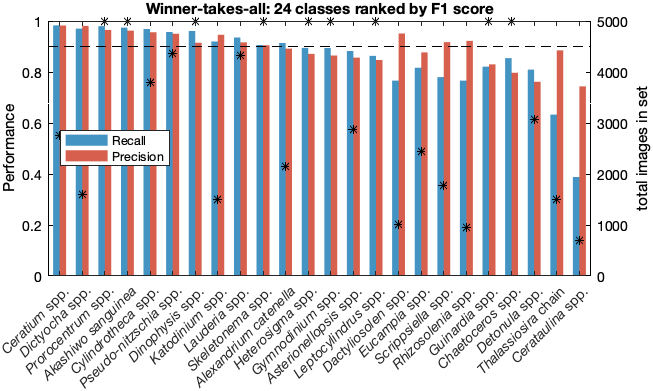 Winner-takes-all: 24 classes ranked by F1 score
1
0.8
0.6
0.4
0.2
0
Performance
5000
4000
3000
2000
1000
0
total images in set
Recall
Precision
Ceratium spp.
Dictyocha spp.
Prorocentrum spp.
Akashiwo sanguinea
Cylindrotheca spp.
Pseudo-nitzschia spp.
Dinophysis spp.
Katodinium spp.
Lauderia spp.
Skeletonema spp.
Alexandrium catenella
Heterosigma spp.
Gymnodinium spp.
Asterionellopsis spp.
Leptocylindrus spp.
Dactyliosolen spp.
Eucampia spp.
Scrippsiella spp.
Rhizosolenia spp.
Guinardia spp.
Chaetoceros spp.
Detonula spp.
Thalassiosira chain
Cerataulina spp.